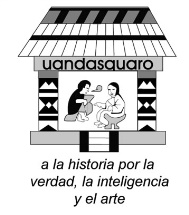 uandasquaro
a la historia por la
verdad, la inteligencia
y el arte